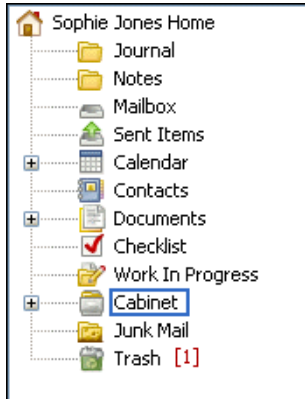 Sophie Jones Home
Journal
Notes
Mailbox
Sent Items
Calendar
Contacts
Documents
Checklist
Work In Progress
Cabinet
Junk Mail
Trash [1]